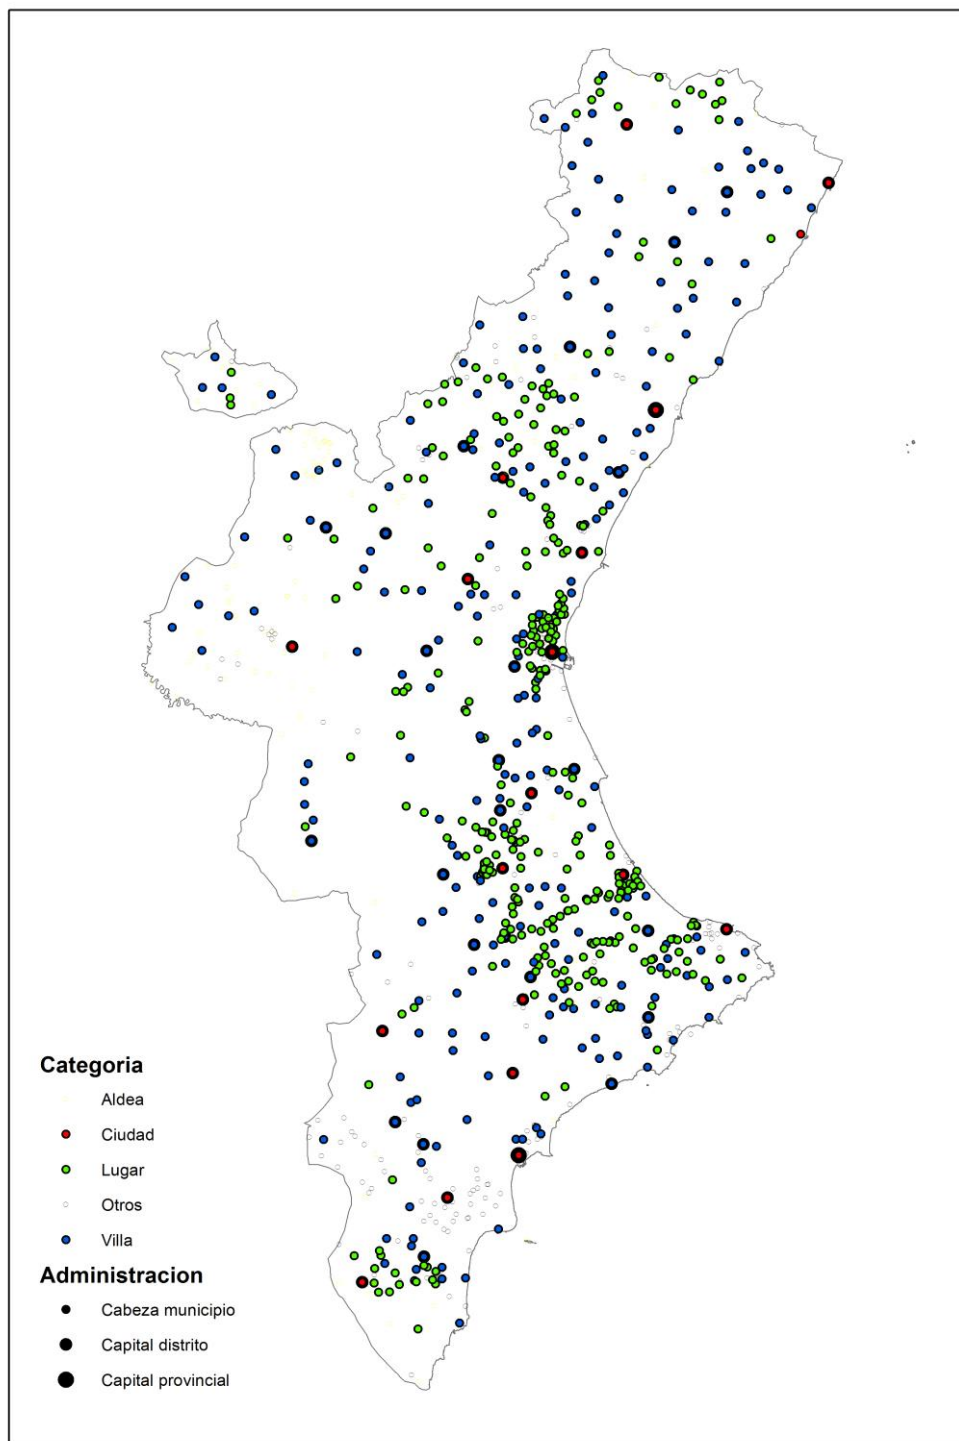 Categoria
Aldea
Ciudad
Lugar
Otros
Villa
Administracion
Cabeza municipio
Capital distrito
Capital provincial